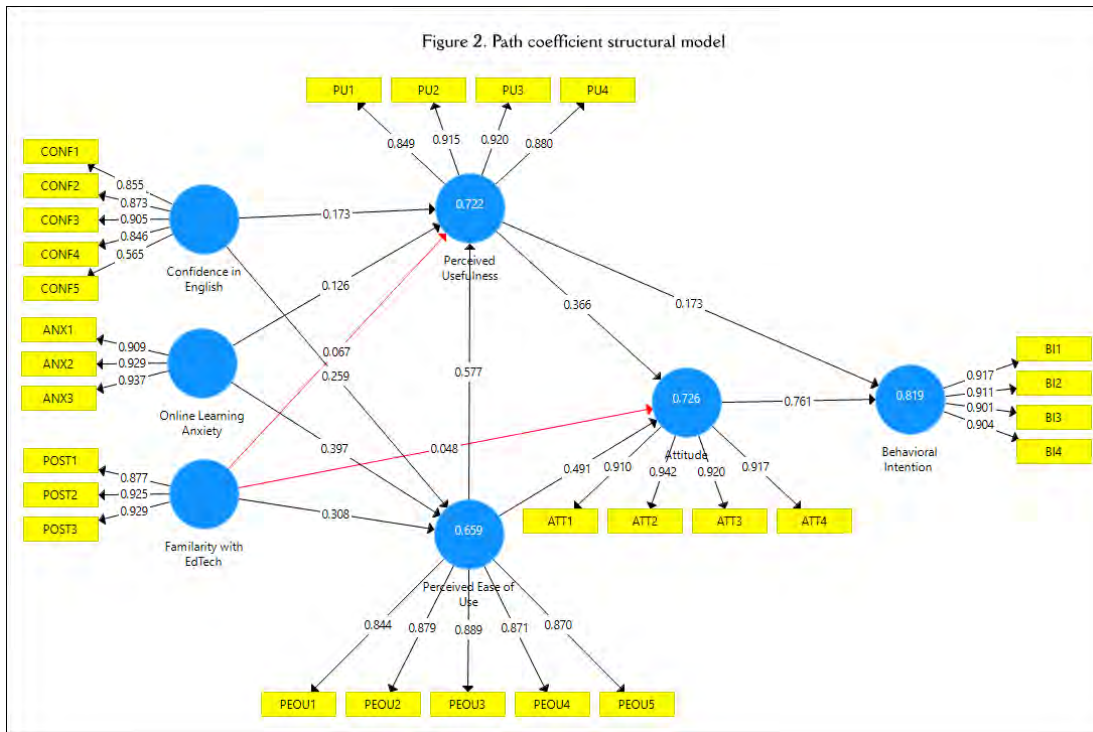 Figure 2. Path coefficient structural model
PU1
PU2
PU3
PU4
0.849
0.915
0.920
0.880
CONF1
CONF2
CONF3
CONF4
CONF5
0.855
0.873
0.905
0.846
0.565
Confidence in
English
0.722
Perceived
Usefulness
0.173
0.126
0.067
0.259
0.577
0.366
0.173
ANX1
ANX2
ANX3
0.909
0.929
0.937
Online Learning
Anxiety
0.397
0.048
0.726
Attitude
0.761
0.819
Behavioral
Intention
0.917
0.911
0.901
0.904
BI1
BI2
BI3
BI4
POST1
POST2
POST3
0.877
0.925
0.929
Familarity with
EdTech
0.308
0.491
0.910
0.942
0.920
0.917
ATT1
ATT2
ATT3
ATT4
0.659
Perceived Ease of
Use
0.844
0.879
0.889
0.871
0.870
PEOU1
PEOU2
PEOU3
PEOU4
PEOU5